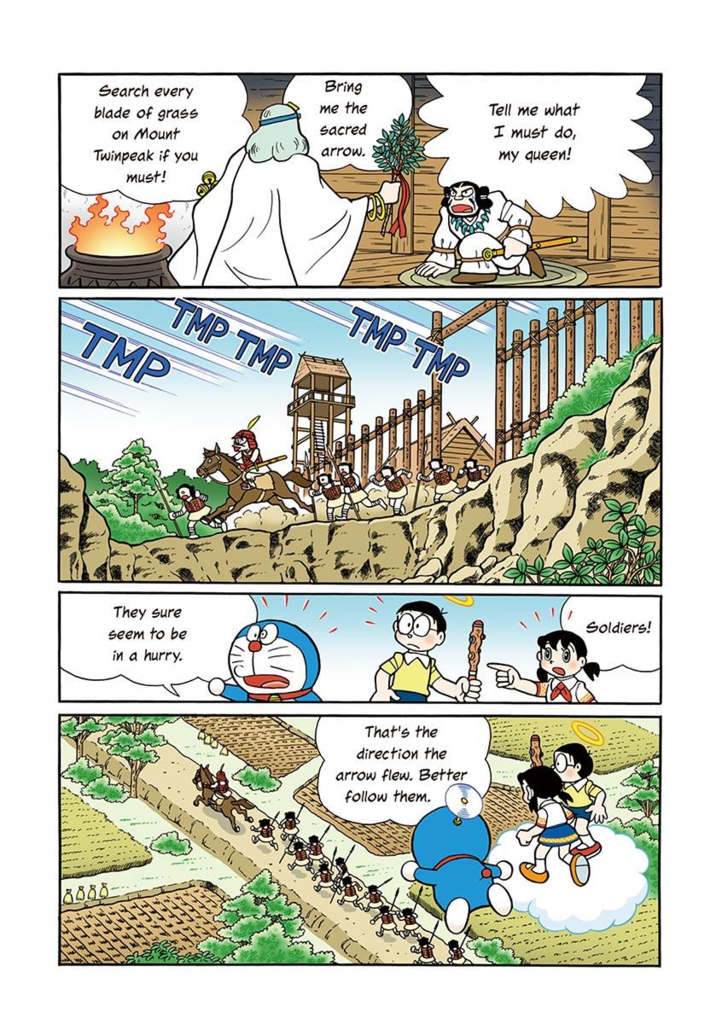 Tell me what
I must do,
my queen!
Bring
me the
sacred
arrow.
Search every
blade of grass
on Mount
Twinpeak if you
must!
TMP TMP
TMP TMP
TMP
Soldiers!
They sure
seem to be
in a hurry.
That's the
direction the
arrow flew. Better
follow them.